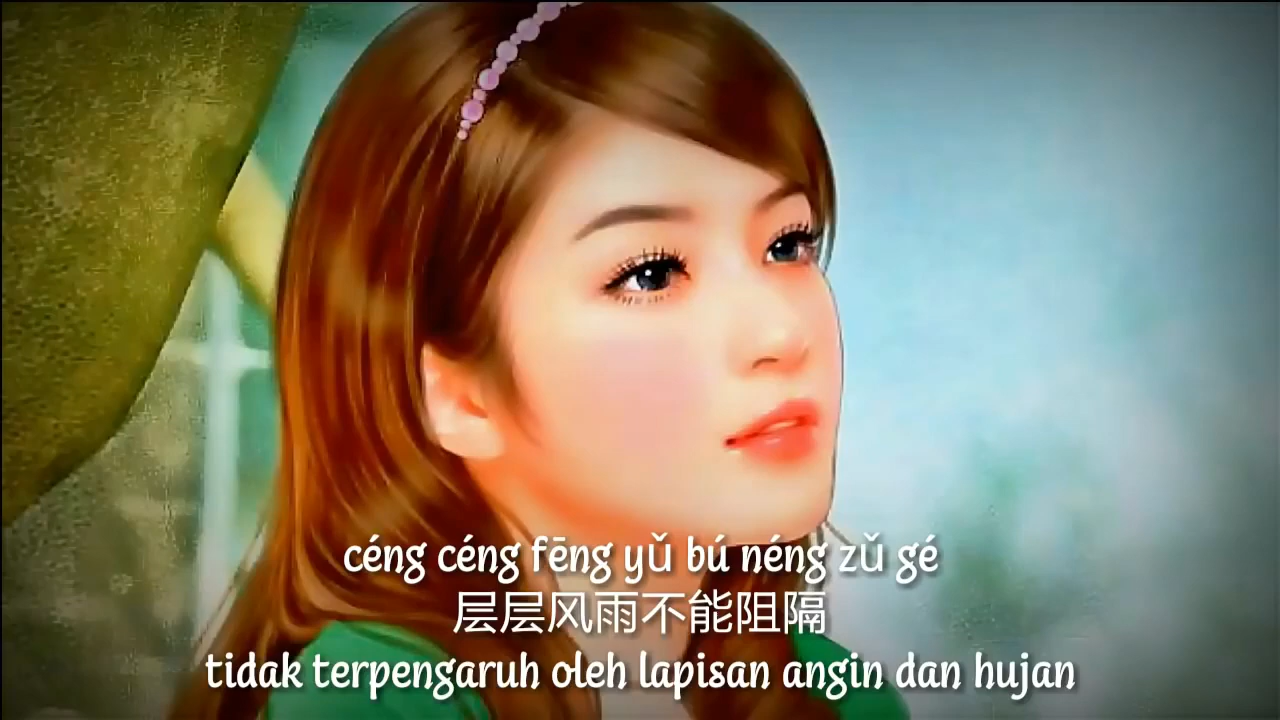 céng céng fēng yǔ bú néng zǔ gé
层层风雨不能阻隔
tidak terpengaruh oleh lapisan angin dan hujan